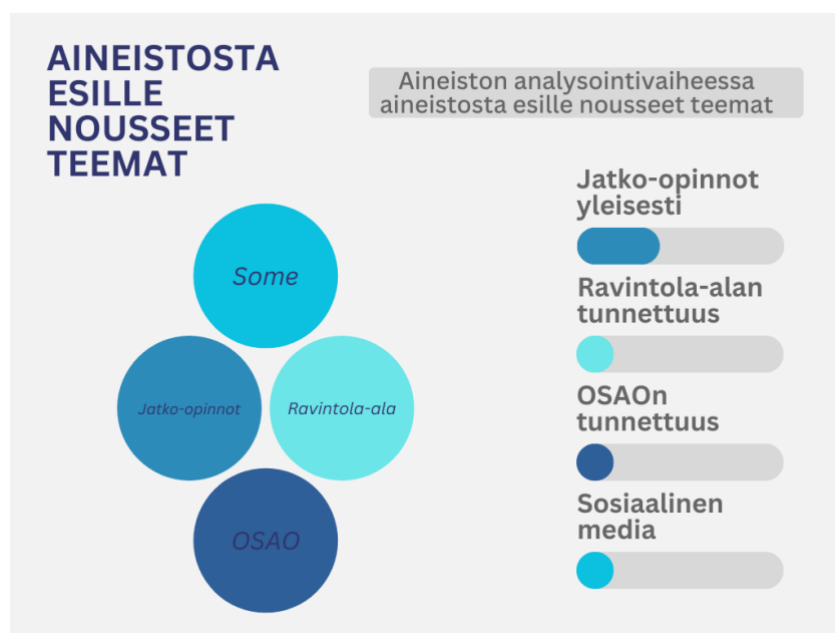 AINEISTOSTA
ESILLE
NOUSSEET
TEEMAT
Aineiston analysointivaiheessa
aineistosta esille nousseet teemat
Some
Jatko-opinnot
Ravintola-ala
OSAO
Jatko-opinnot
yleisesti
Ravintola-alan
tunnettuus
OSAOn
tunnettuus
Sosiaalinen
media